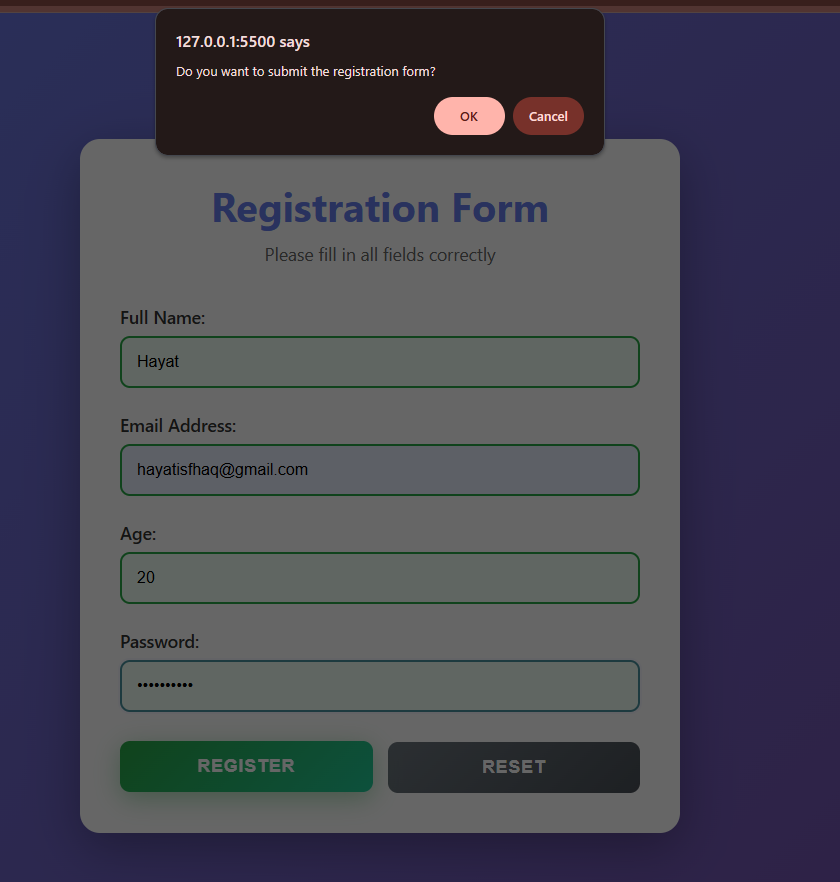 127.0.0.1:5500 says
Do you want to submit the registration form?
OK Cancel
Registration Form
Please fill in all fields correctly
Full Name:
Hayat
Email Address:
hayatisfhaq@gmail.com
Age:
20
Password:
••••••••••
REGISTER RESET